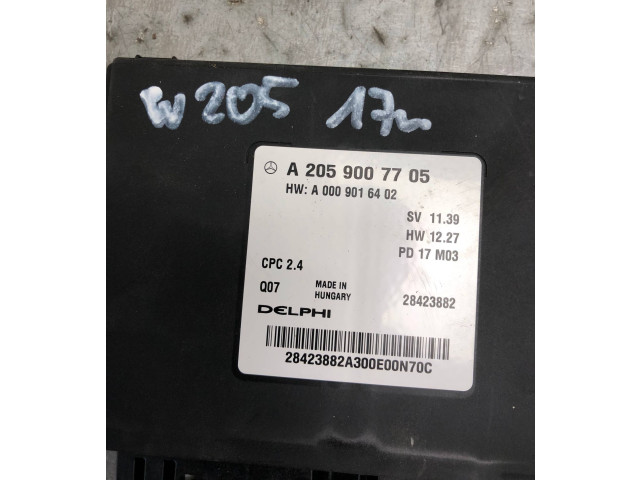 W205 17r
A 205 900 77 05
HW: A 000 901 64 02
SV 11.39
HW 12.27
PD 17 M03
CPC 2.4
Q07 MADE IN HUNGARY 28423882
DELPHI
28423882A300E00N70C